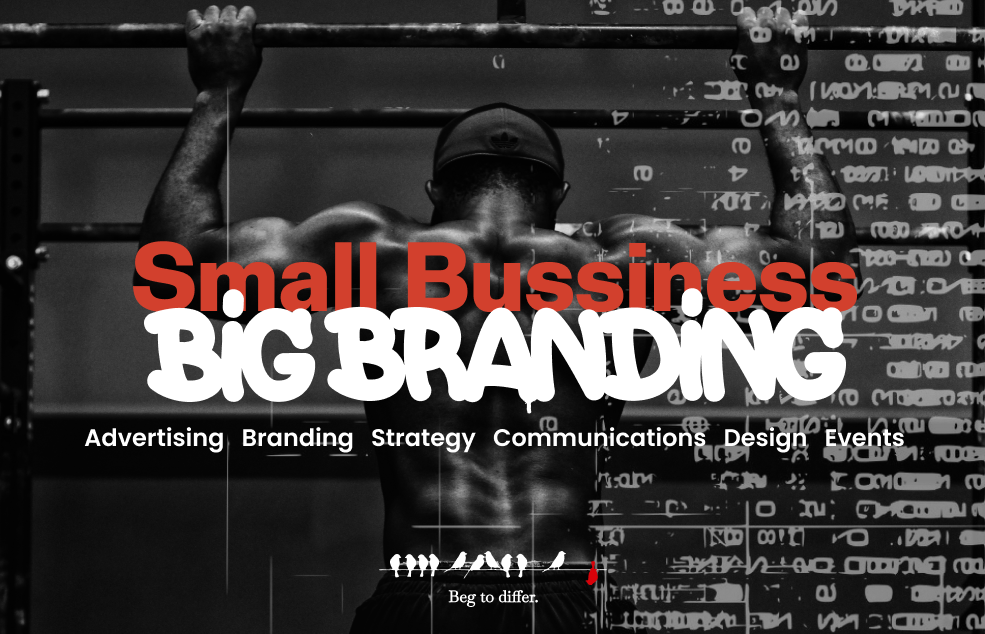 Small Bussiness
BiG BRANDiNG
Advertising Branding Strategy Communications Design Events
Beg to differ.